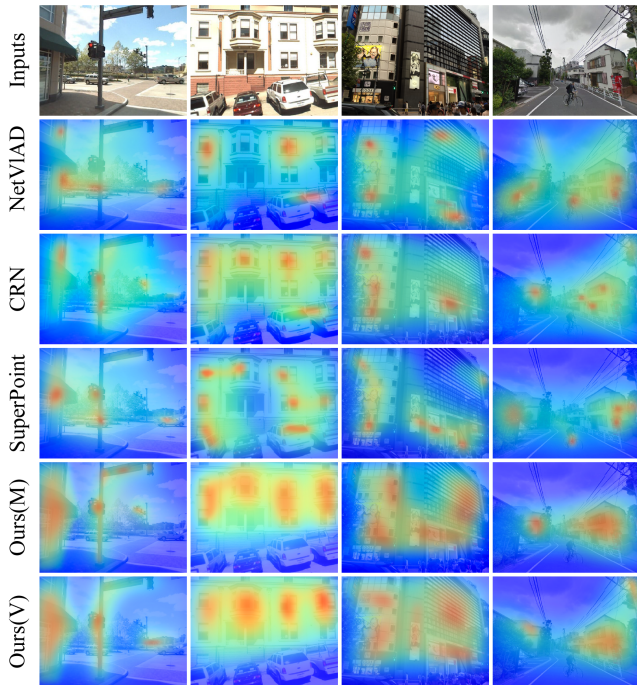 Inputs
NetVlAD
CRN
SuperPoint
Ours(M)
Ours(V)